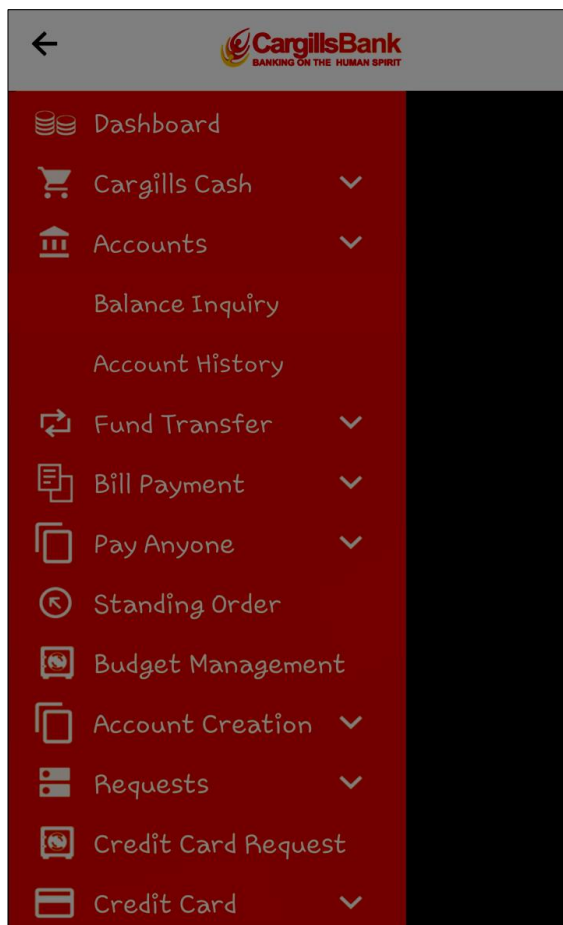 CargillsBank
BANKING ON THE HUMAN SPIRIT
Dashboard
Cargills Cash
Accounts
Balance Inquiry
Account History
Fund Transfer
Bill Payment
Pay Anyone
Standing Order
Budget Management
Account Creation
Requests
Credit Card Request
Credit Card